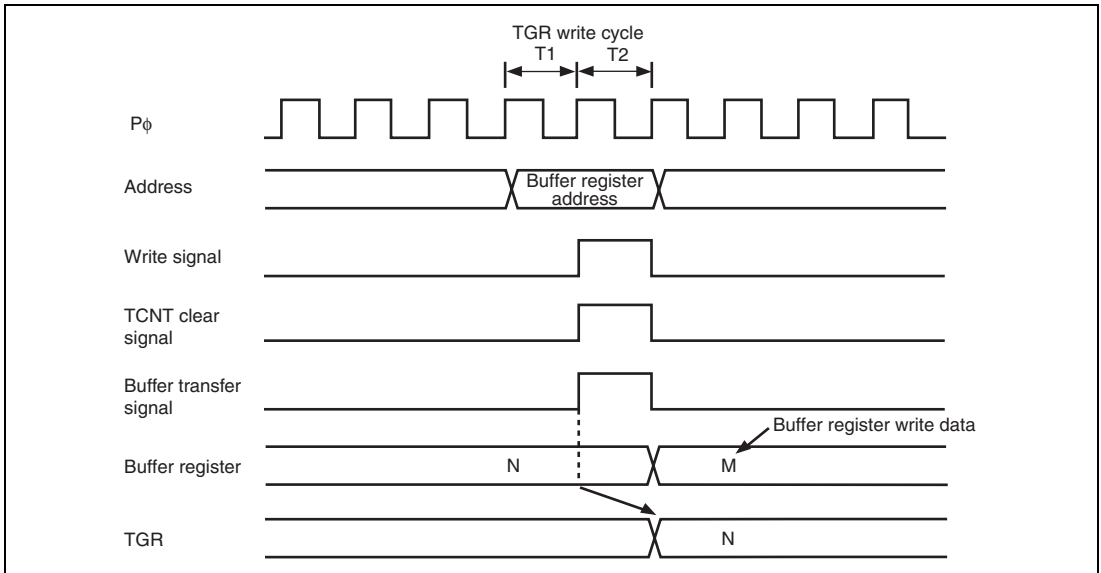 TGR write cycle
T1 T2
Pφ
Address
Buffer register
address
Write signal
TCNT clear
signal
Buffer transfer
signal
Buffer register write data
Buffer register
N M
TGR
N